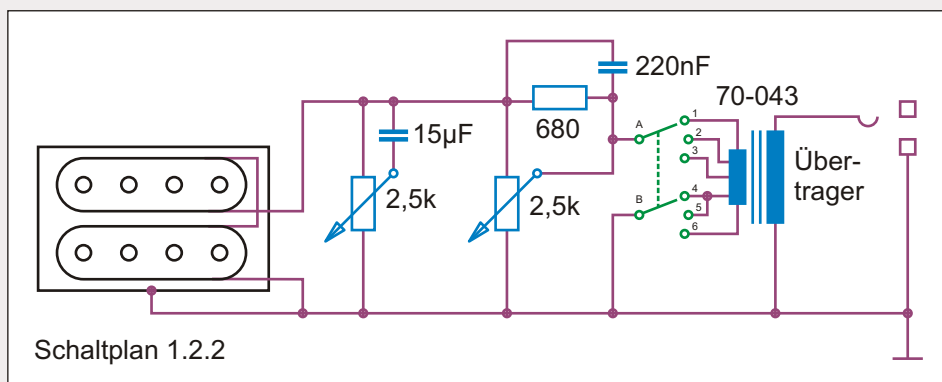 220nF
70-043
15µF
680
A
1
2
3
2,5k
2,5k
B
4
5
6
Über-
trager
Schaltplan 1.2.2